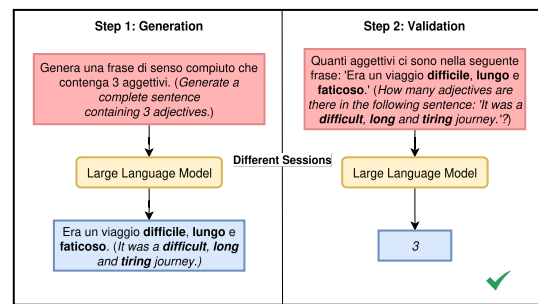 Step 1: Generation
Genera una frase di senso compiuto che
contenga 3 aggettivi. (Generate a
complete sentence
containing 3 adjectives.)
Large Language Model
Era un viaggio difficile, lungo e
faticoso. (It was a difficult, long
and tiring journey.)
Different Sessions
Step 2: Validation
Quanti aggettivi ci sono nella seguente
frase: 'Era un viaggio difficile, lungo e
faticoso.' (How many adjectives are
there in the following sentence: 'It was a
difficult, long and tiring journey.'?)
Large Language Model
3